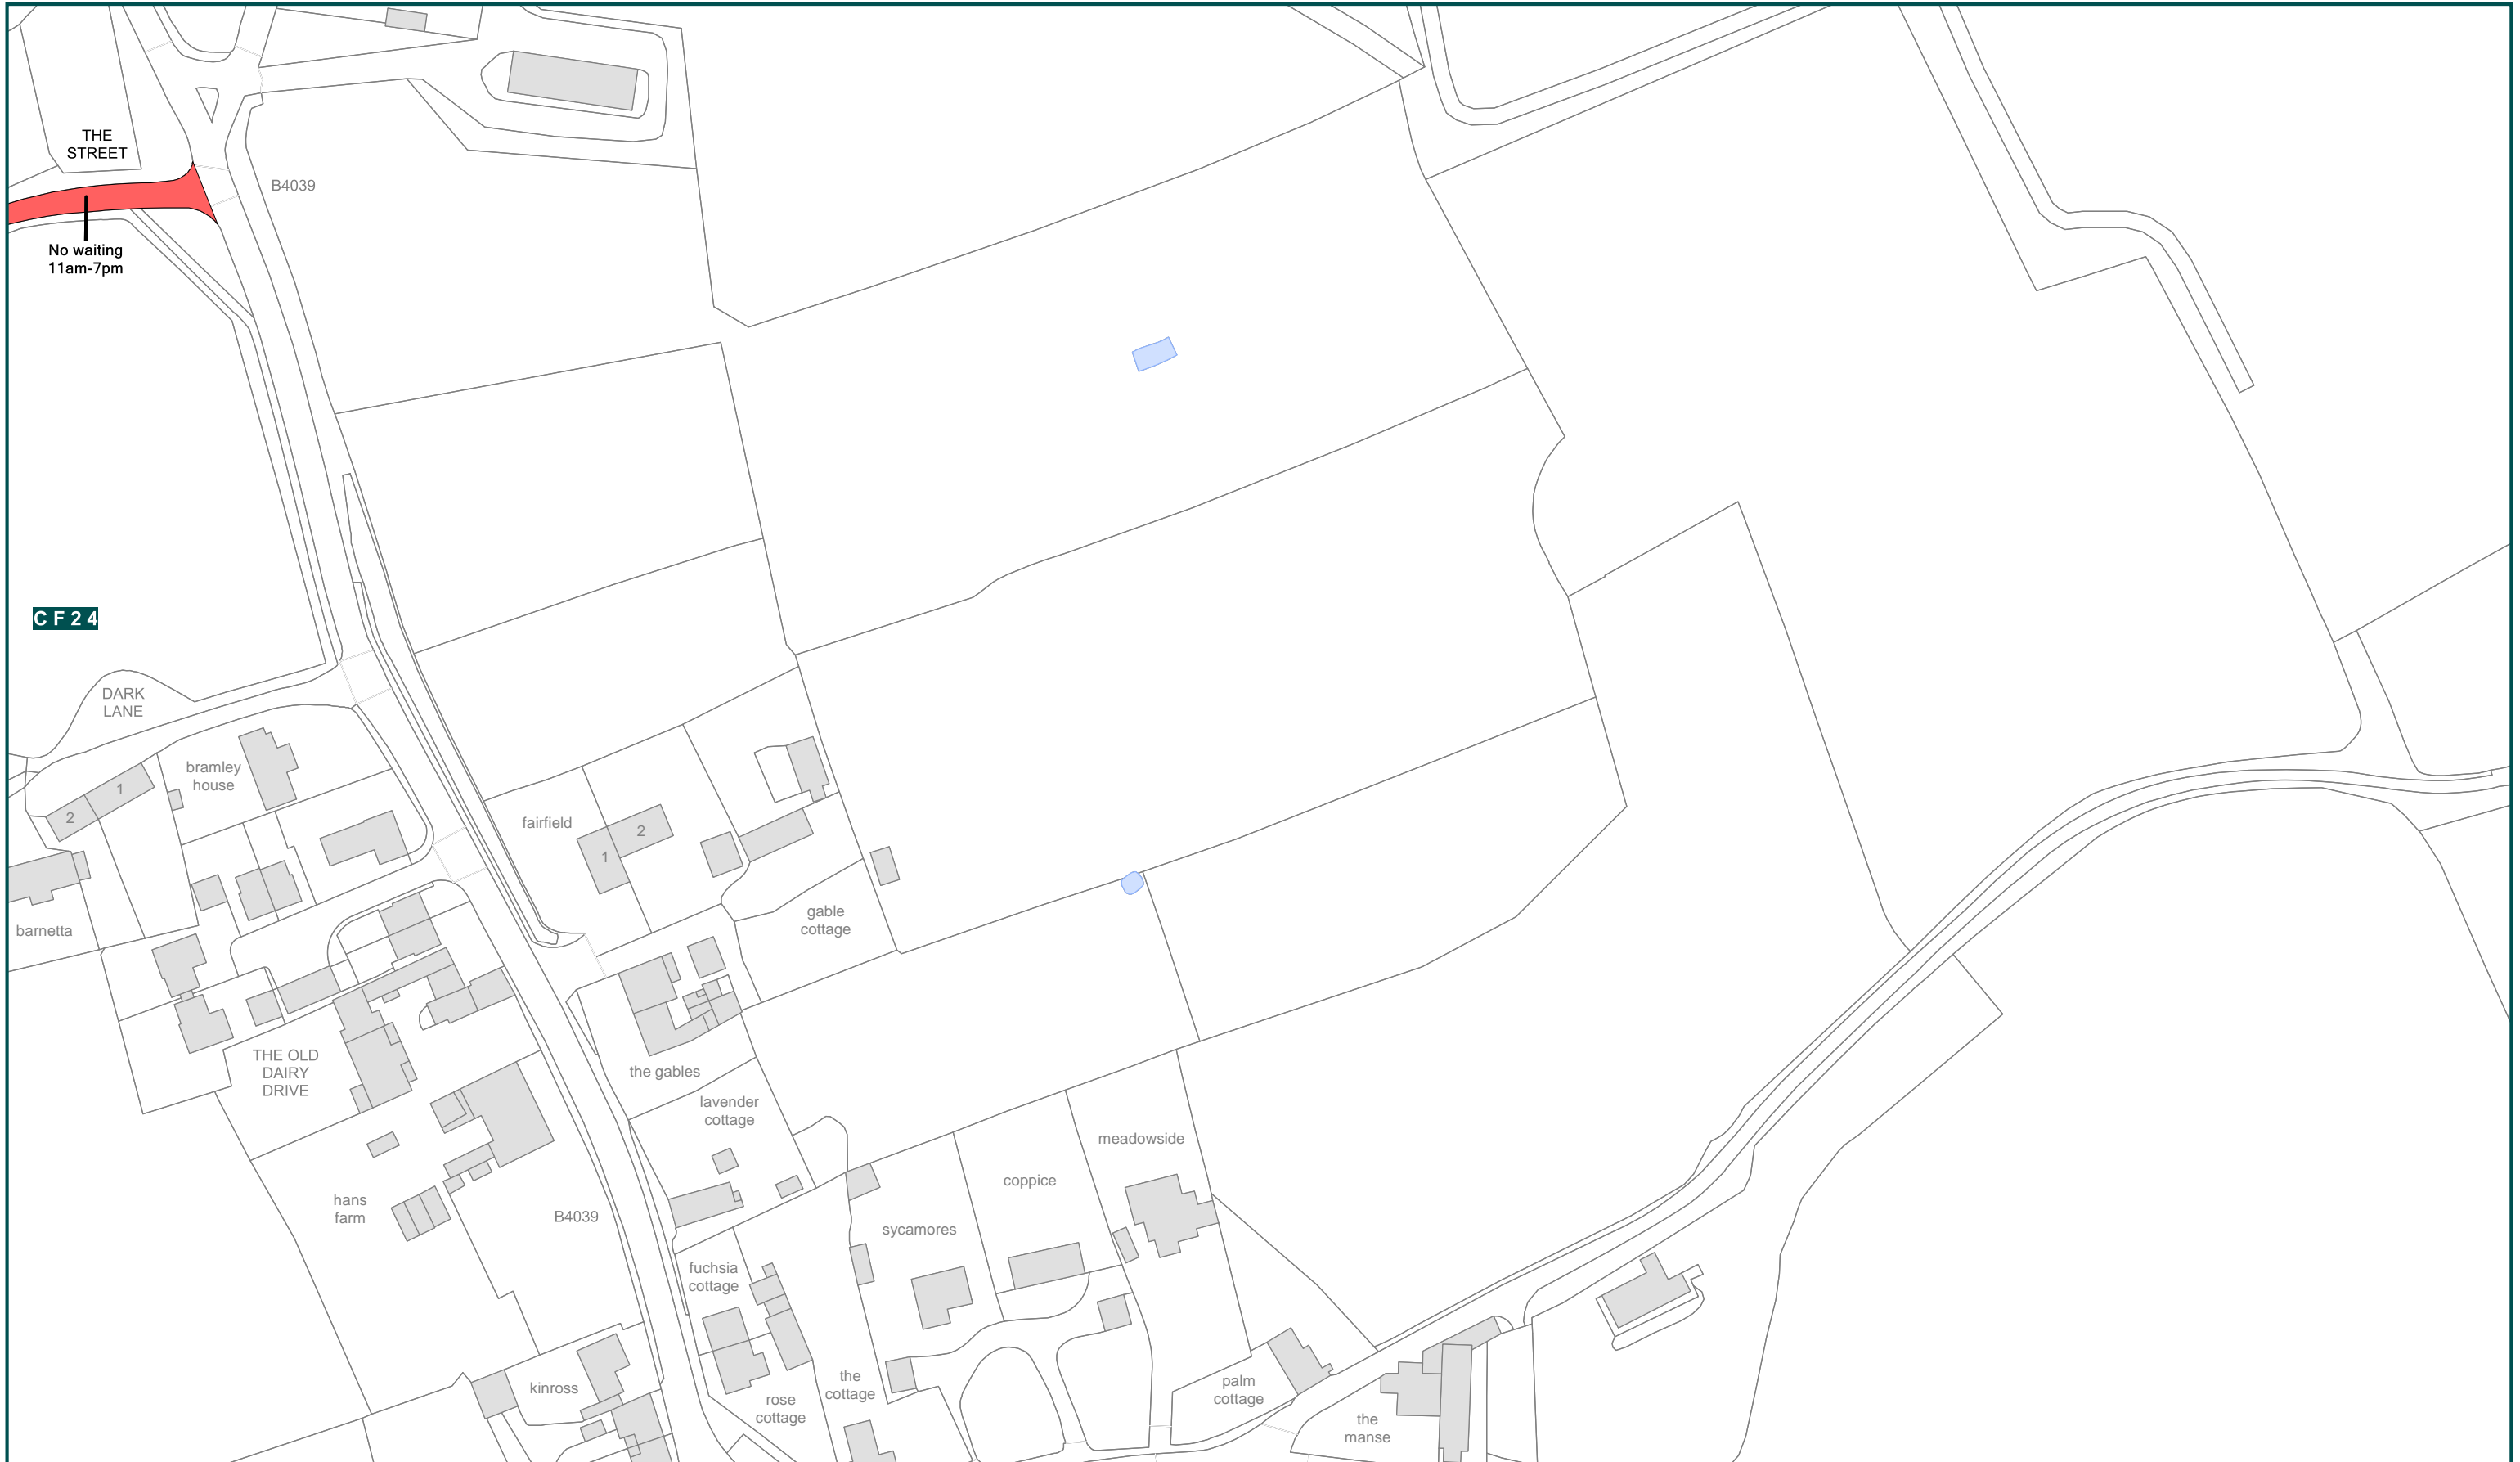 THE
STREET
B4039
No waiting
11am-7pm
C F 2 4
DARK
LANE
bramley
house
1
2
barnetta
fairfield
2
1
gable
cottage
THE OLD
DAIRY
DRIVE
the gables
lavender
cottage
meadowside
coppice
hans
farm
B4039
sycamores
fuchsia
cottage
kinross
the
cottage
rose
cottage
palm
cottage
the
manse